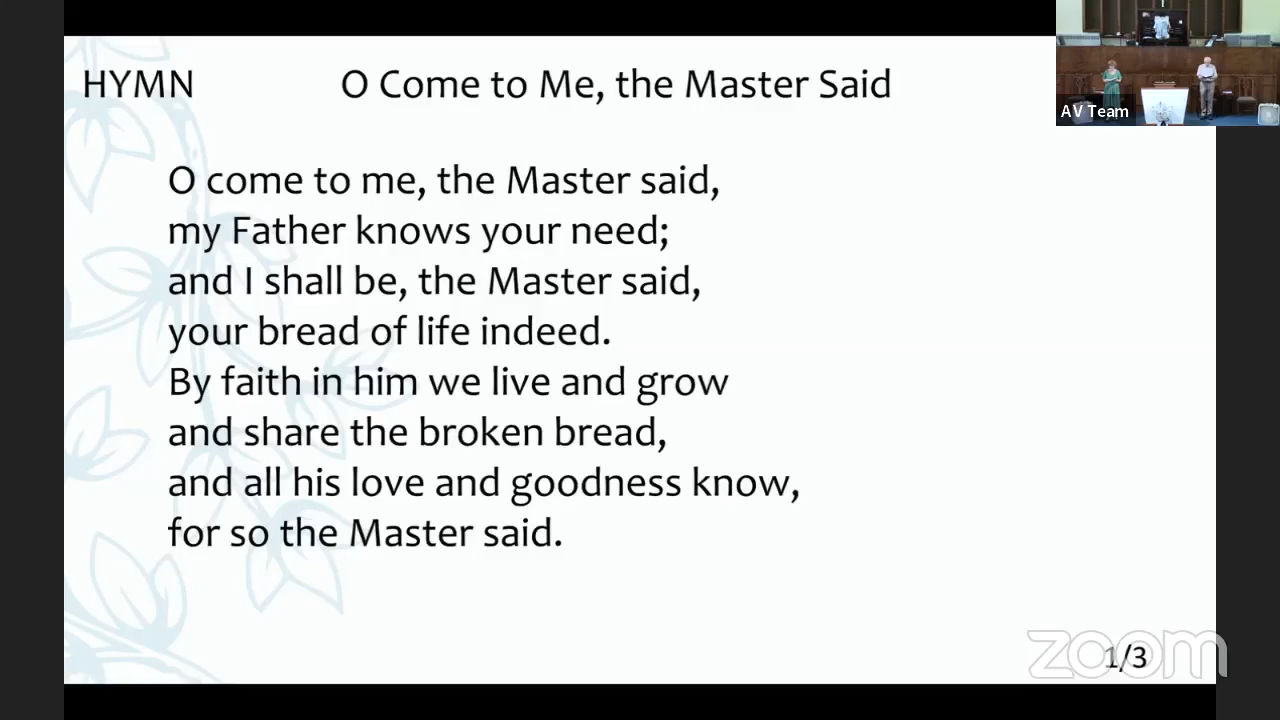 HYMN O Come to Me, the Master Said
AV Team
O come to me, the Master said,
my Father knows your need;
and I shall be, the Master said,
your bread of life indeed.
By faith in him we live and grow
and share the broken bread,
and all his love and goodness know,
for so the Master said.
zoom
1/3